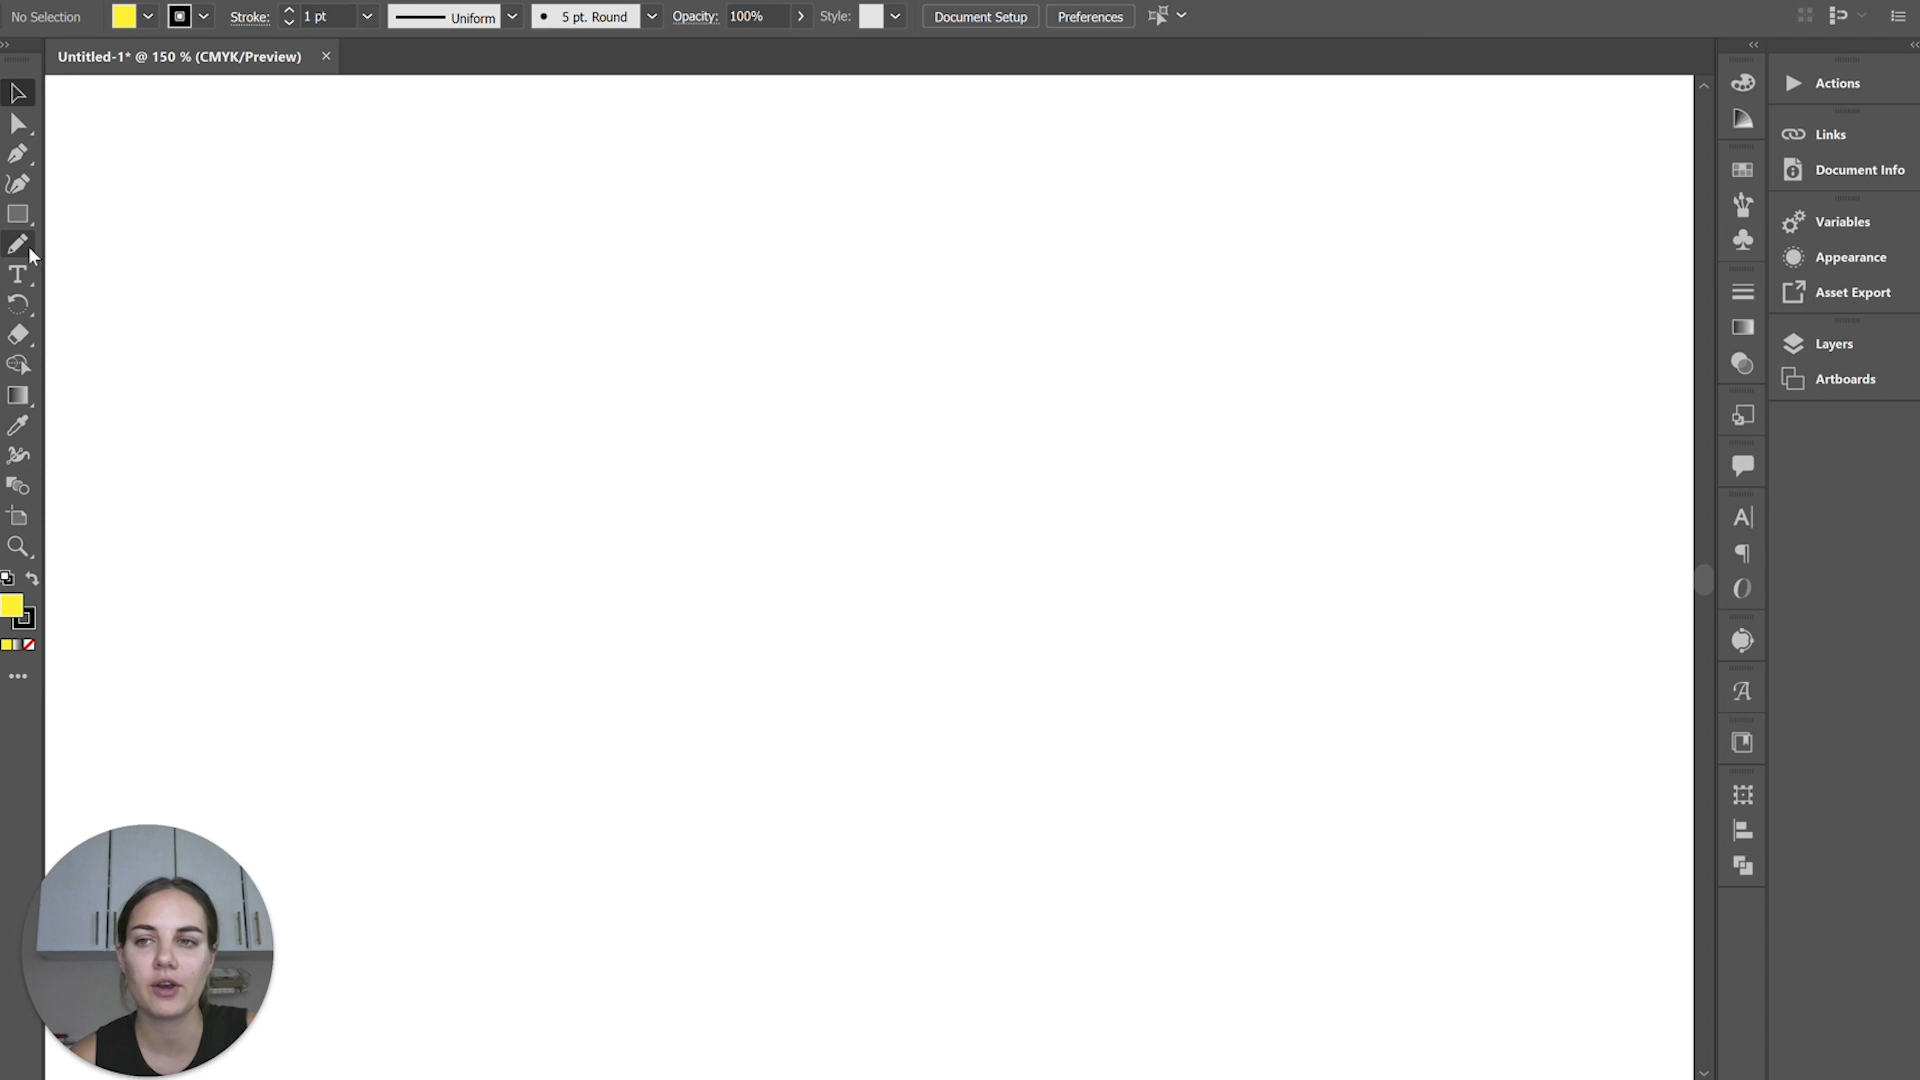 No Selection Stroke: 1 pt Uniform 5 pt. Round Opacity: 100% Style: Document Setup Preferences
Untitled-1* @ 150 % (CMYK/Preview)
Actions
Links
Document Info
Variables
Appearance
Asset Export
Layers
Artboards